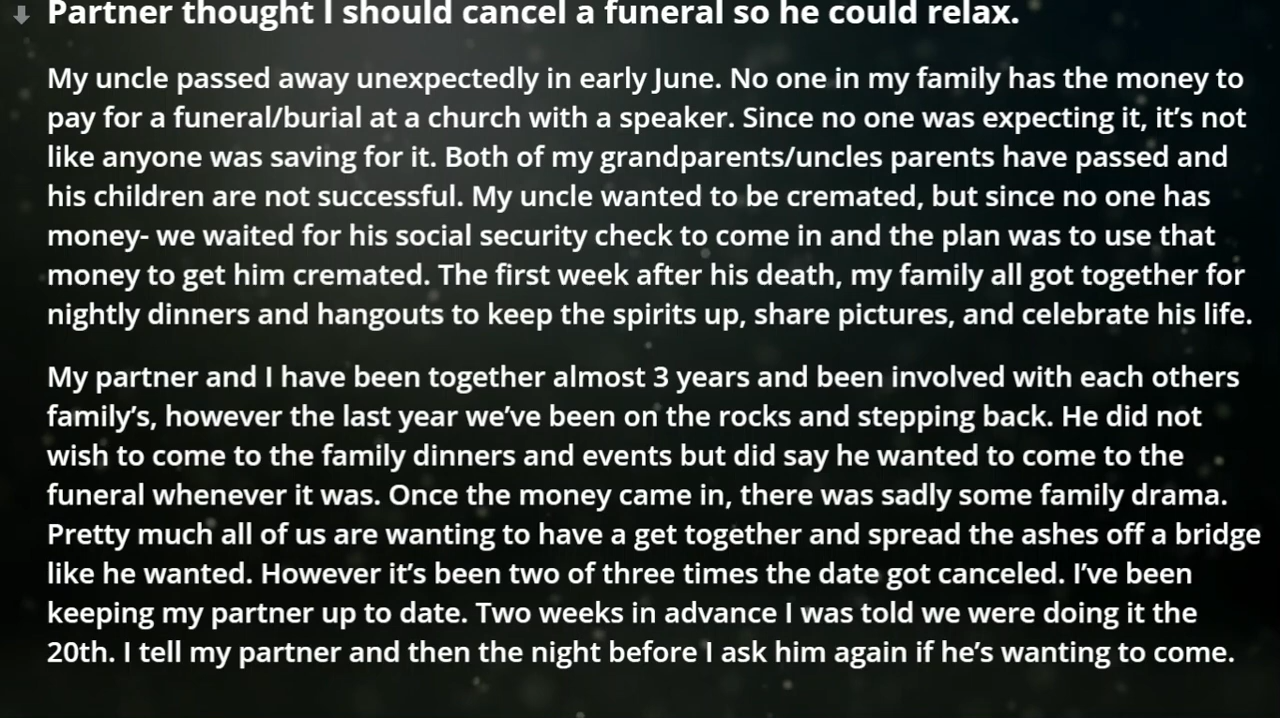 Partner thought I should cancel a funeral so he could relax.
My uncle passed away unexpectedly in early June. No one in my family has the money to
pay for a funeral/burial at a church with a speaker. Since no one was expecting it, it’s not
like anyone was saving for it. Both of my grandparents/uncles parents have passed and
his children are not successful. My uncle wanted to be cremated, but since no one has
money- we waited for his social security check to come in and the plan was to use that
money to get him cremated. The first week after his death, my family all got together for
nightly dinners and hangouts to keep the spirits up, share pictures, and celebrate his life.
My partner and I have been together almost 3 years and been involved with each others
family’s, however the last year we’ve been on the rocks and stepping back. He did not
wish to come to the family dinners and events but did say he wanted to come to the
funeral whenever it was. Once the money came in, there was sadly some family drama.
Pretty much all of us are wanting to have a get together and spread the ashes off a bridge
like he wanted. However it’s been two of three times the date got canceled. I’ve been
keeping my partner up to date. Two weeks in advance I was told we were doing it the
20th. I tell my partner and then the night before I ask him again if he’s wanting to come.